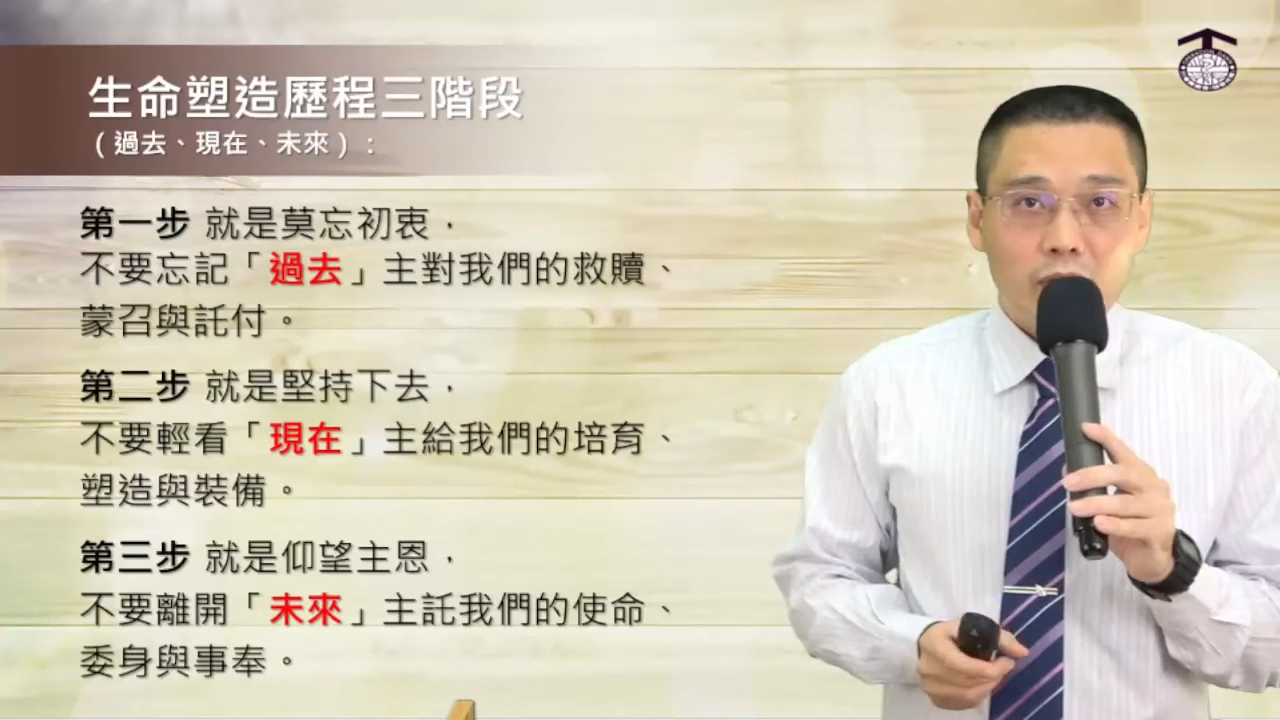 生命塑造歷程三階段
(過去、現在、未來)：
第一步 就是莫忘初衷，
不要忘記「過去」主對我們的救贖、
蒙召與託付。
第二步 就是堅持下去，
不要輕看「現在」主給我們的培育、
塑造與裝備。
第三步 就是仰望主恩，
不要離開「未來」主託我們的使命、
委身與事奉。